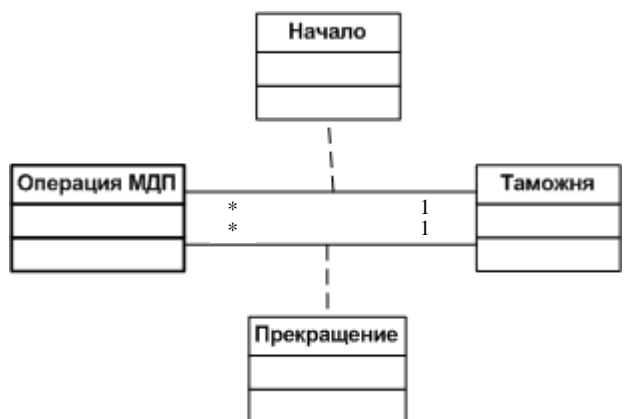 Начало
Операция МДП
Таможня
* 1
* 1
Прекращение